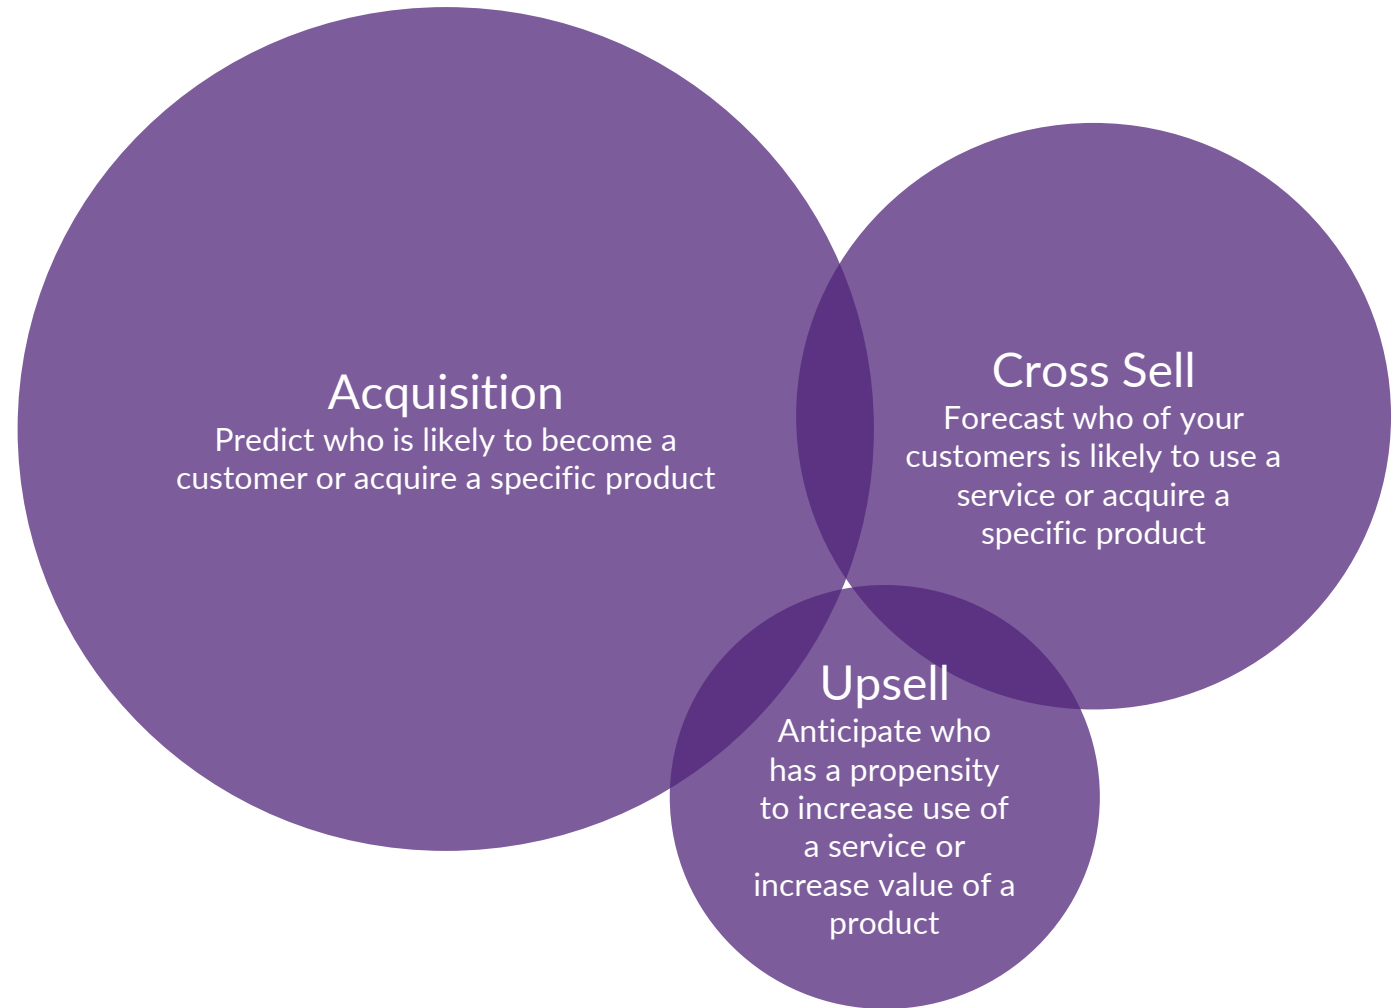 Acquisition
Predict who is likely to become a
customer or acquire a specific product
Cross Sell
Forecast who of your
customers is likely to use a
service or acquire a
specific product
Upsell
Anticipate who
has a propensity
to increase use of
a service or
increase value of a
product